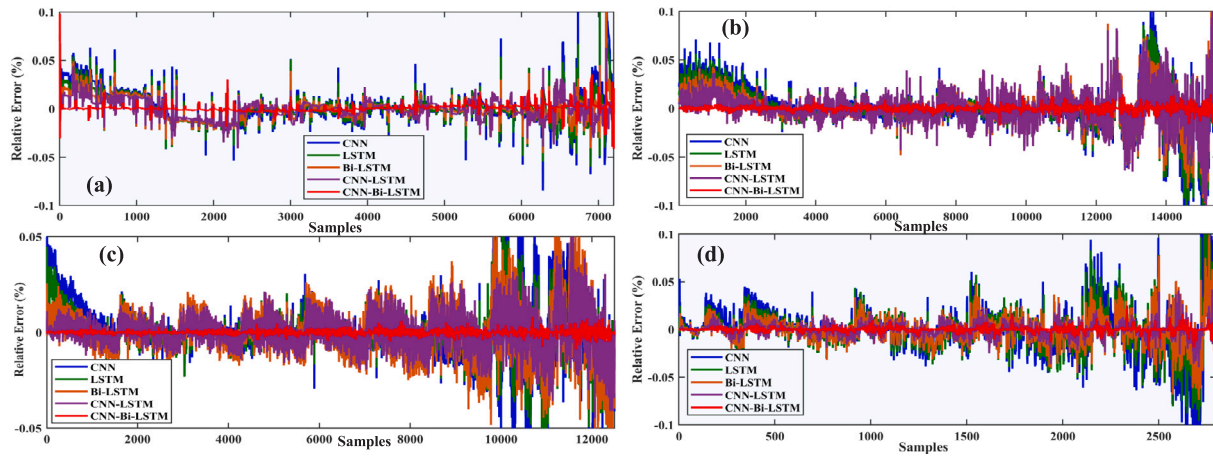 0.1
0.05
0
-0.05
-0.1
Relative Error (%)
(a)
CNN
LSTM
Bi-LSTM
CNN-LSTM
CNN-Bi-LSTM
0 1000 2000 3000 4000 5000 6000 7000
Samples
0.1
0.05
0
-0.05
-0.1
Relative Error (%)
(b)
CNN
LSTM
Bi-LSTM
CNN-LSTM
CNN-Bi-LSTM
2000 4000 6000 8000 10000 12000 14000
Samples
0.05
0
-0.05
Relative Error (%)
(c)
CNN
LSTM
Bi-LSTM
CNN-LSTM
CNN-Bi-LSTM
0 2000 4000 6000 8000 10000 12000
Samples
0.1
0.05
0
-0.05
-0.1
Relative Error (%)
(d)
CNN
LSTM
Bi-LSTM
CNN-LSTM
CNN-Bi-LSTM
0 500 1000 1500 2000 2500
Samples